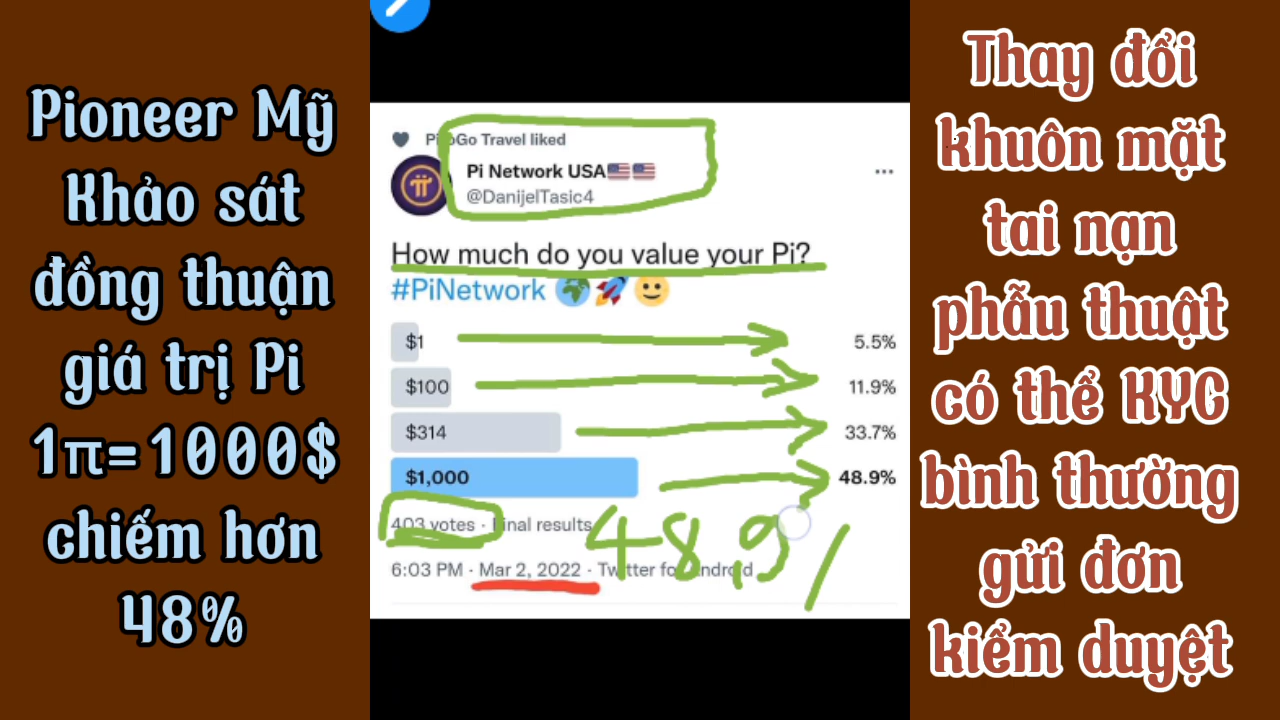 Pioneer Mỹ
Khảo sát
đồng thuận
giá trị Pi
1π=1000$
chiếm hơn
48%
PitoGo Travel liked
Pi Network USA🇺🇸🇺🇸
@DanijelTasic4
How much do you value your Pi?
#PiNetwork 🌍🚀🙂
$1 5.5%
$100 11.9%
$314 33.7%
$1,000 48.9%
403 votes · Final results
48,9%
6:03 PM · Mar 2, 2022 · Twitter for Android
Thay đổi
khuôn mặt
tai nạn
phẫu thuật
có thể KYC
bình thường
gửi đơn
kiểm duyệt